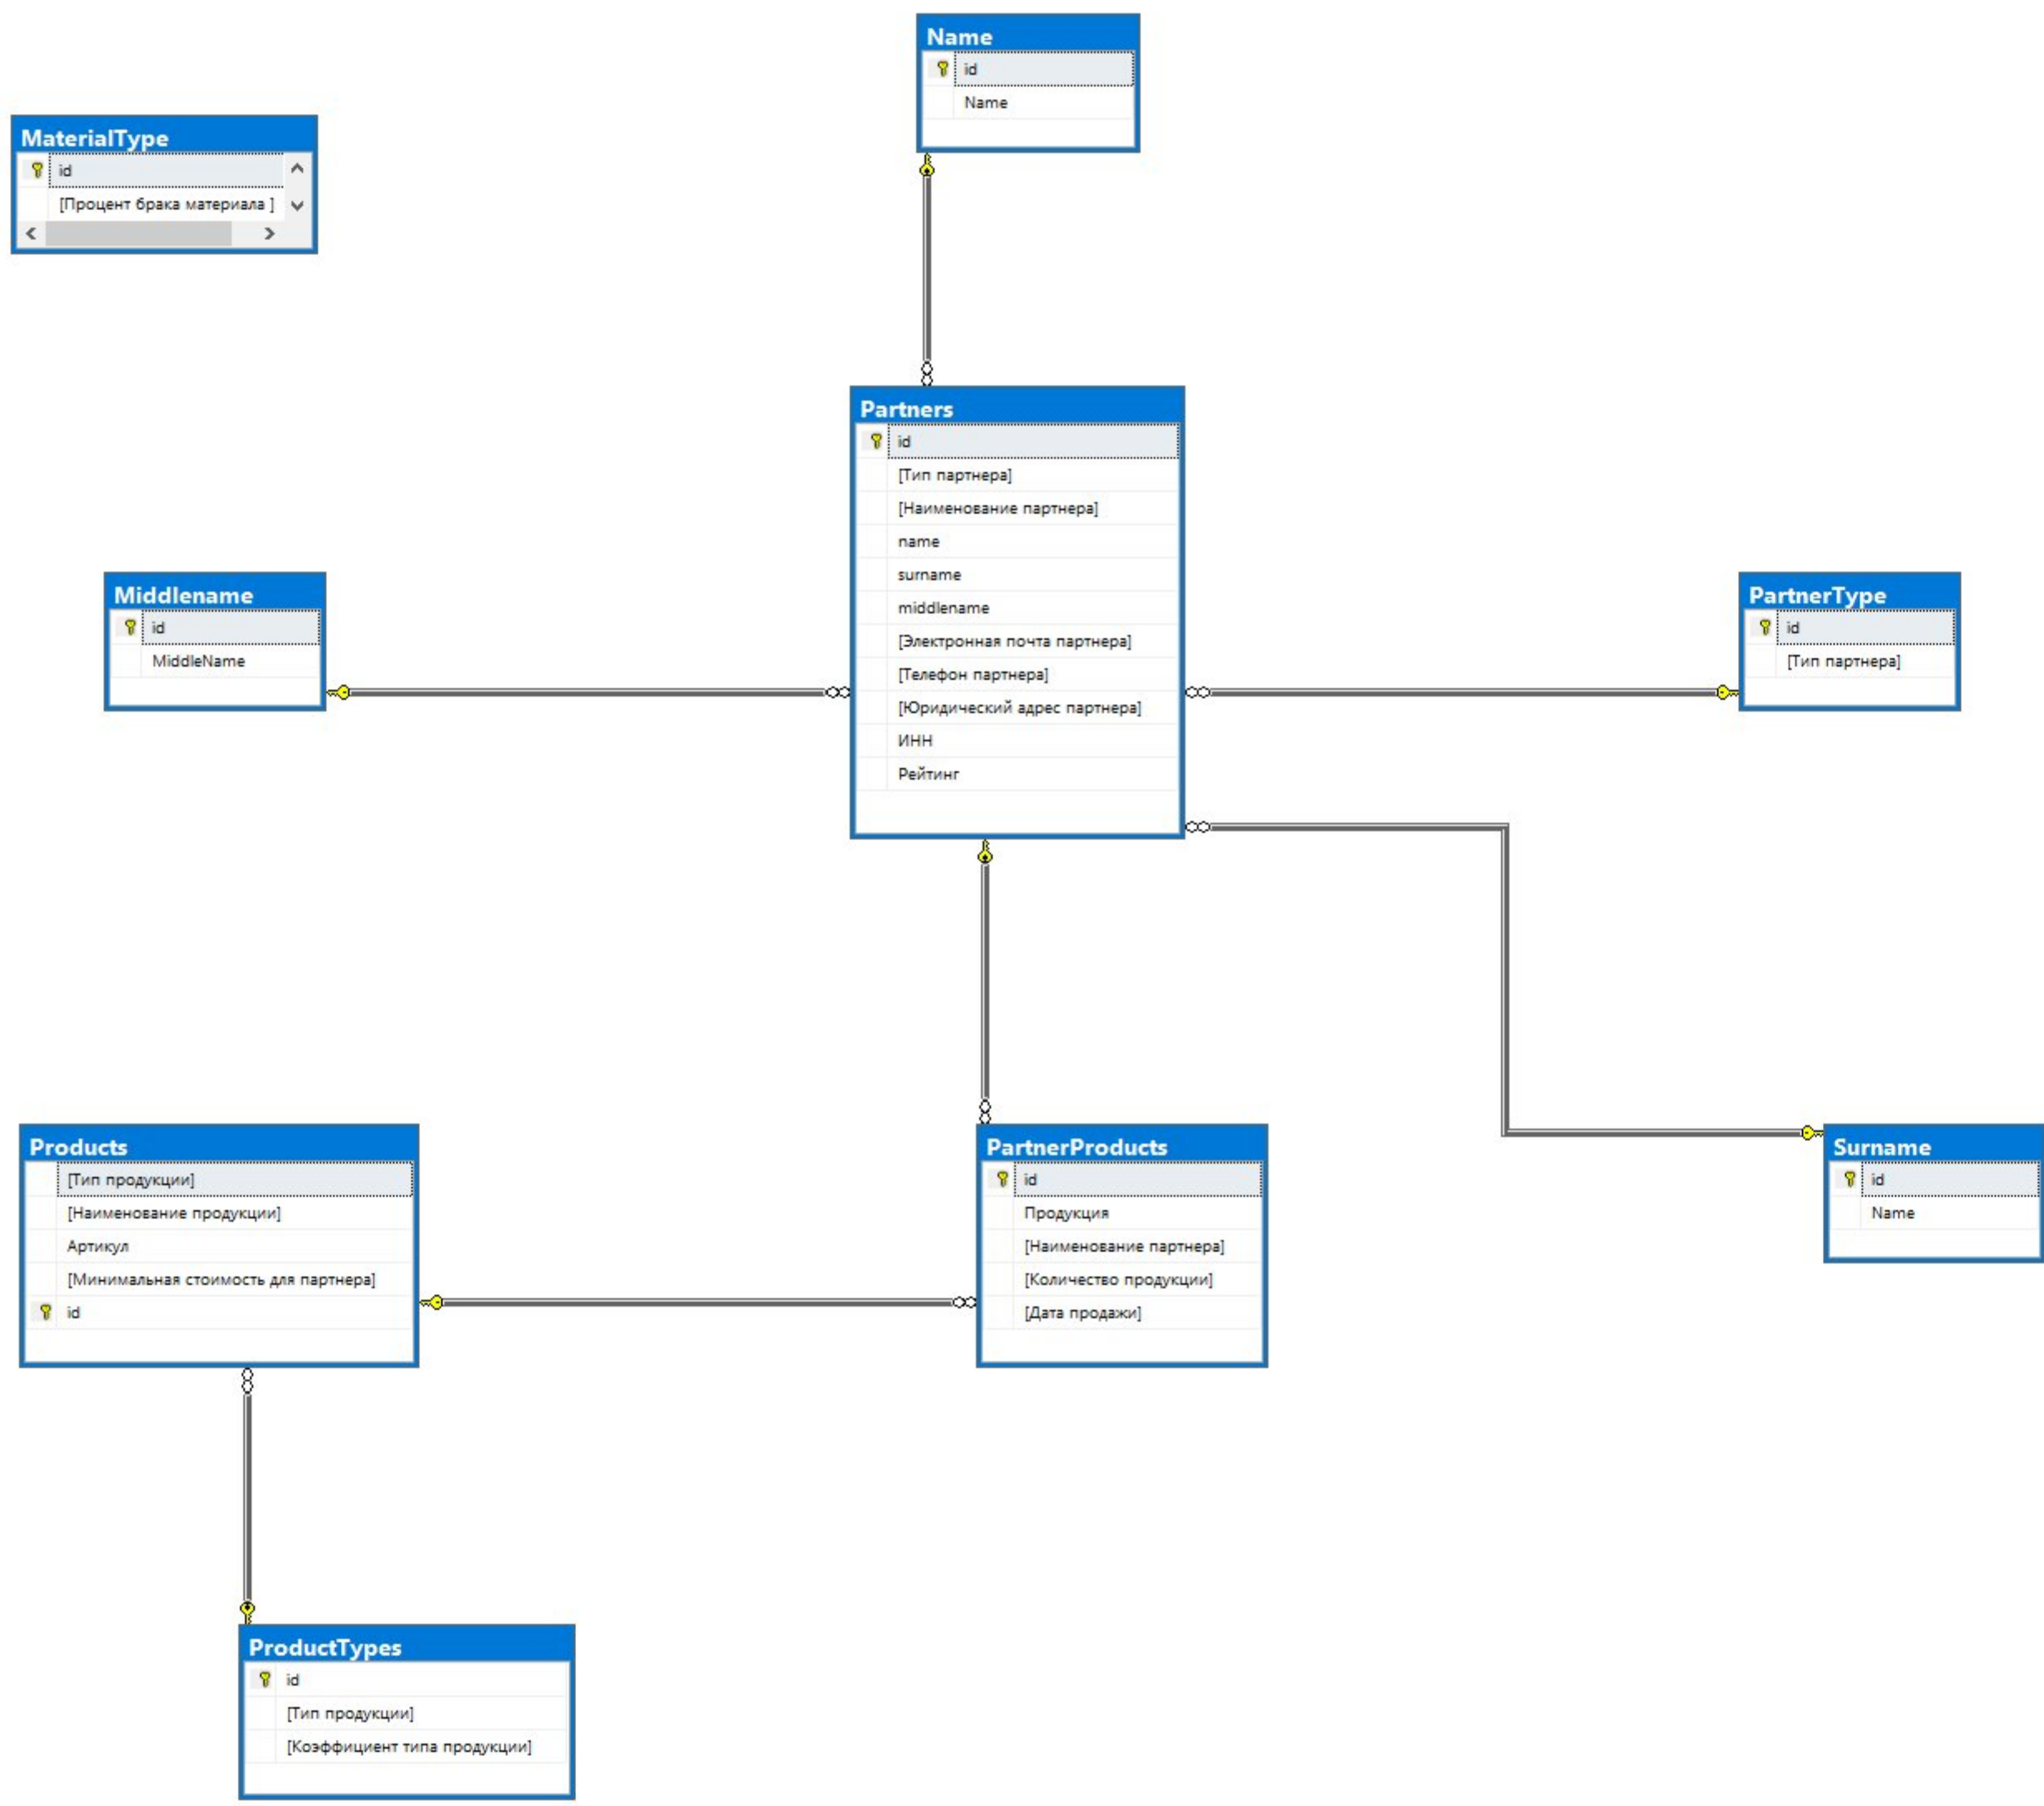 Name
id
Name
MaterialType
id
[Процент брака материала ]
Partners
id
[Тип партнера]
[Наименование партнера]
name
surname
middlename
[Электронная почта партнера]
[Телефон партнера]
[Юридический адрес партнера]
ИНН
Рейтинг
Middlename
id
MiddleName
PartnerType
id
[Тип партнера]
Products
[Тип продукции]
[Наименование продукции]
Артикул
[Минимальная стоимость для партнера]
id
PartnerProducts
id
Продукция
[Наименование партнера]
[Количество продукции]
[Дата продажи]
Surname
id
Name
ProductTypes
id
[Тип продукции]
[Коэффициент типа продукции]